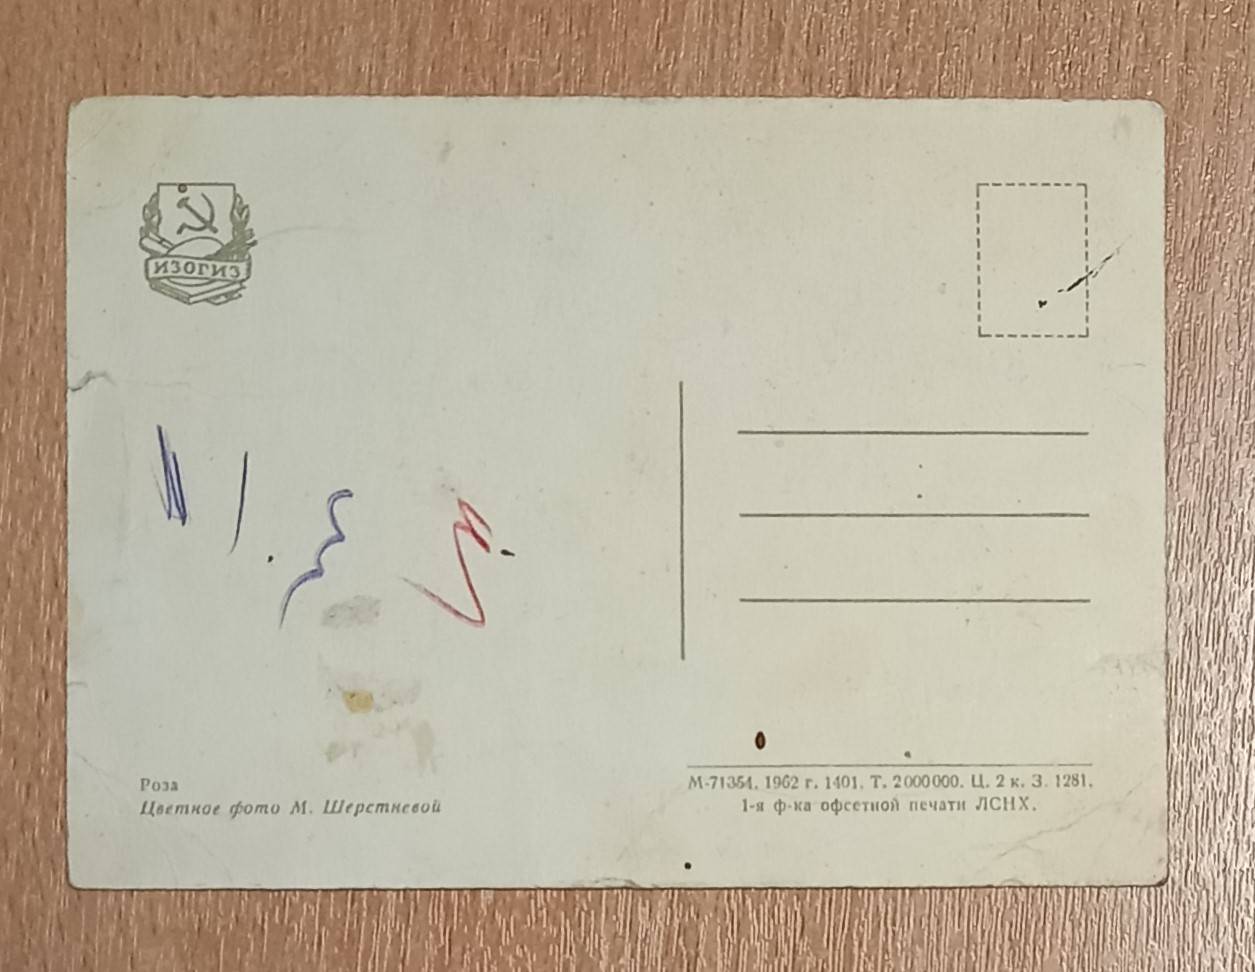 ИЗОГИЗ
Роза
Цветное фото М. Шерстневой
М-71354. 1962 г. 1401. Т. 2000000. Ц. 2 к. З. 1281.
1-я ф-ка офсетной печати ЛСНХ.